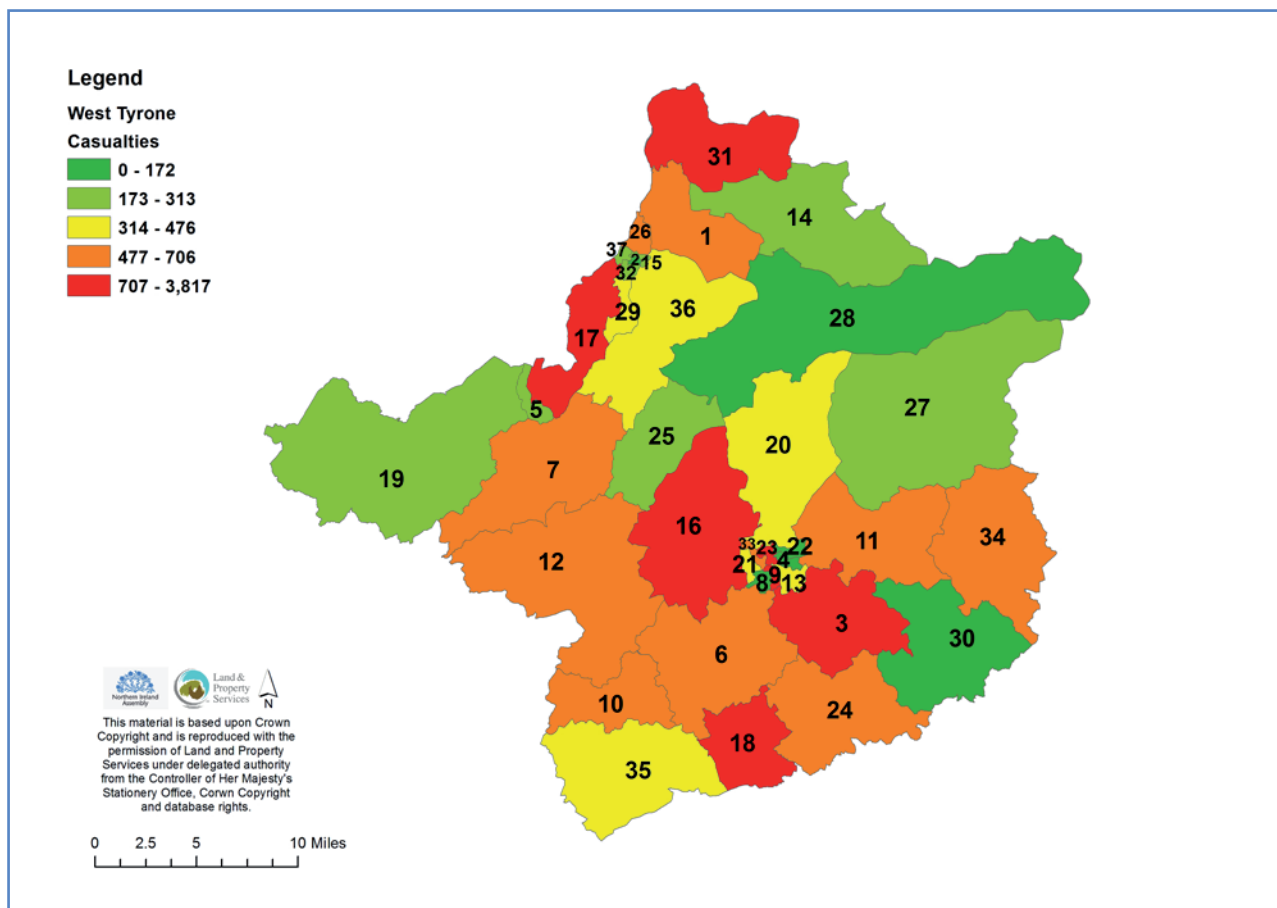 Legend
West Tyrone
Casualties
0 - 172
173 - 313
314 - 476
477 - 706
707 - 3,817
31
14
26
1
37
2
15
32
36
29
28
17
5
27
25
20
19
7
16
11
34
12
33
23
22
21
4
9
8
13
3
30
6
10
24
18
35
Northern Ireland
Assembly
Land &
Property
Services
N
This material is based upon Crown
Copyright and is reproduced with the
permission of Land and Property
Services under delegated authority
from the Controller of Her Majesty's
Stationery Office, Corwn Copyright
and database rights.
0 2.5 5 10 Miles